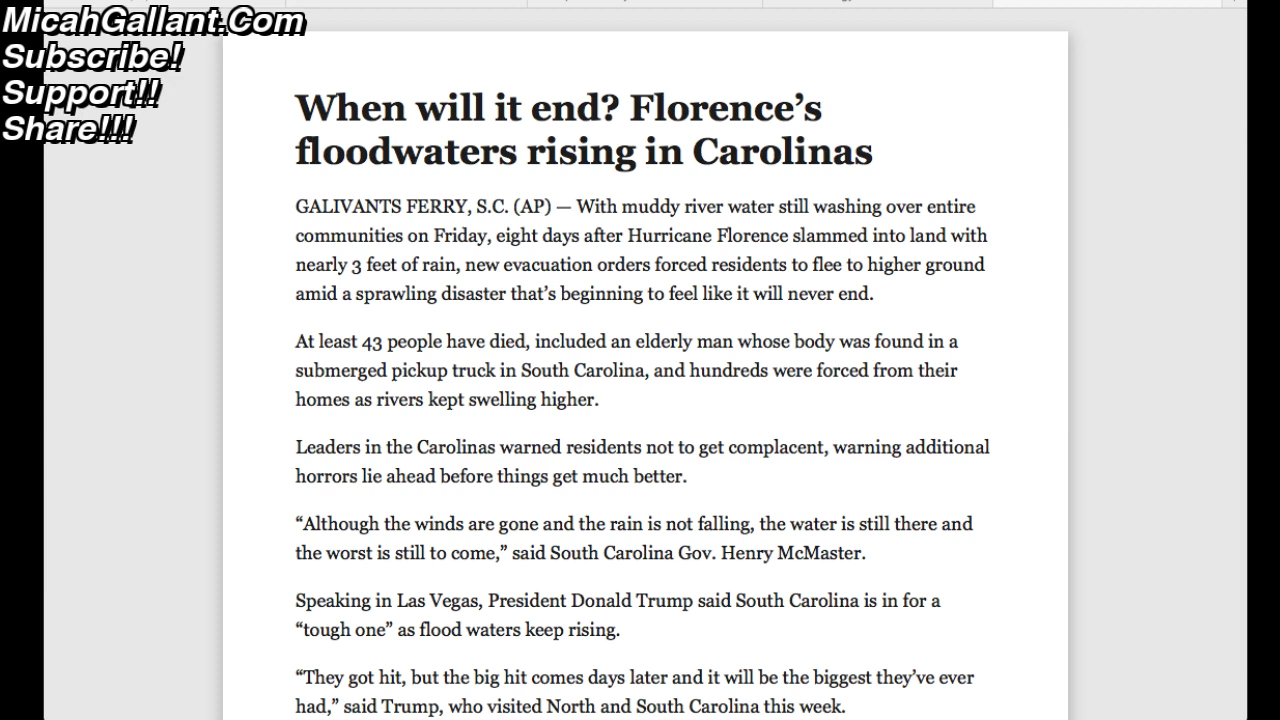 MicahGallant.Com
Subscribe!
Support!!
Share!!!
When will it end? Florence’s
floodwaters rising in Carolinas
GALIVANTS FERRY, S.C. (AP) — With muddy river water still washing over entire
communities on Friday, eight days after Hurricane Florence slammed into land with
nearly 3 feet of rain, new evacuation orders forced residents to flee to higher ground
amid a sprawling disaster that’s beginning to feel like it will never end.
At least 43 people have died, included an elderly man whose body was found in a
submerged pickup truck in South Carolina, and hundreds were forced from their
homes as rivers kept swelling higher.
Leaders in the Carolinas warned residents not to get complacent, warning additional
horrors lie ahead before things get much better.
“Although the winds are gone and the rain is not falling, the water is still there and
the worst is still to come,” said South Carolina Gov. Henry McMaster.
Speaking in Las Vegas, President Donald Trump said South Carolina is in for a
“tough one” as flood waters keep rising.
“They got hit, but the big hit comes days later and it will be the biggest they’ve ever
had,” said Trump, who visited North and South Carolina this week.